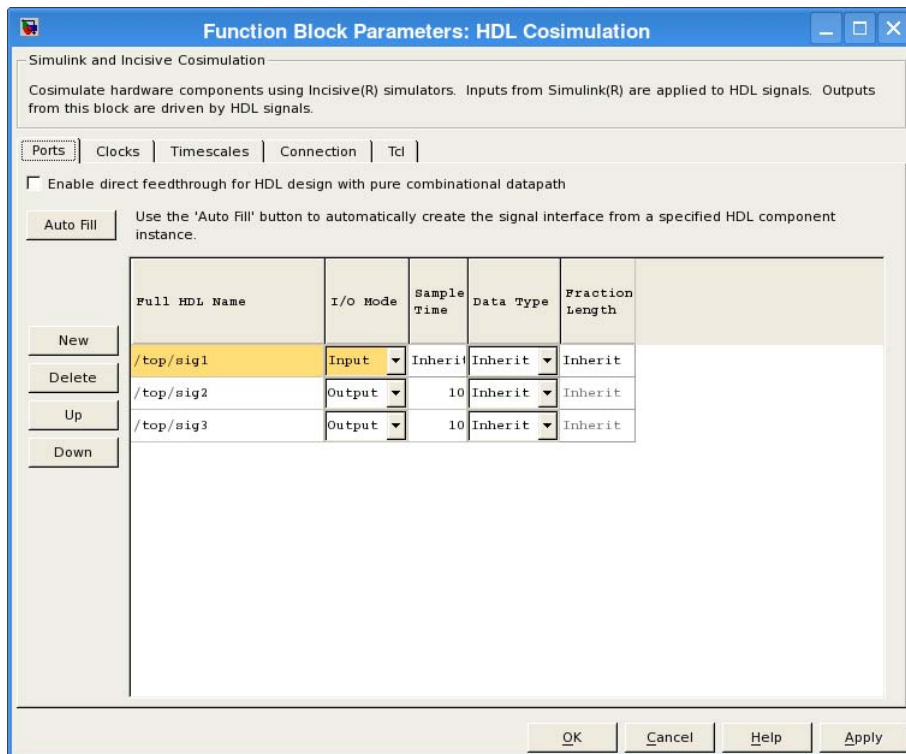 Function Block Parameters: HDL Cosimulation
Simulink and Incisive Cosimulation
Cosimulate hardware components using Incisive(R) simulators. Inputs from Simulink(R) are applied to HDL signals. Outputs
from this block are driven by HDL signals.
Ports Clocks Timescales Connection Tcl
Enable direct feedthrough for HDL design with pure combinational datapath
Auto Fill
Use the 'Auto Fill' button to automatically create the signal interface from a specified HDL component
instance.
Full HDL Name I/O Mode Sample Time Data Type Fraction Length
New
Delete
Up
Down
/top/sig1 Input Inherit Inherit Inherit
/top/sig2 Output 10 Inherit Inherit
/top/sig3 Output 10 Inherit Inherit
OK Cancel Help Apply